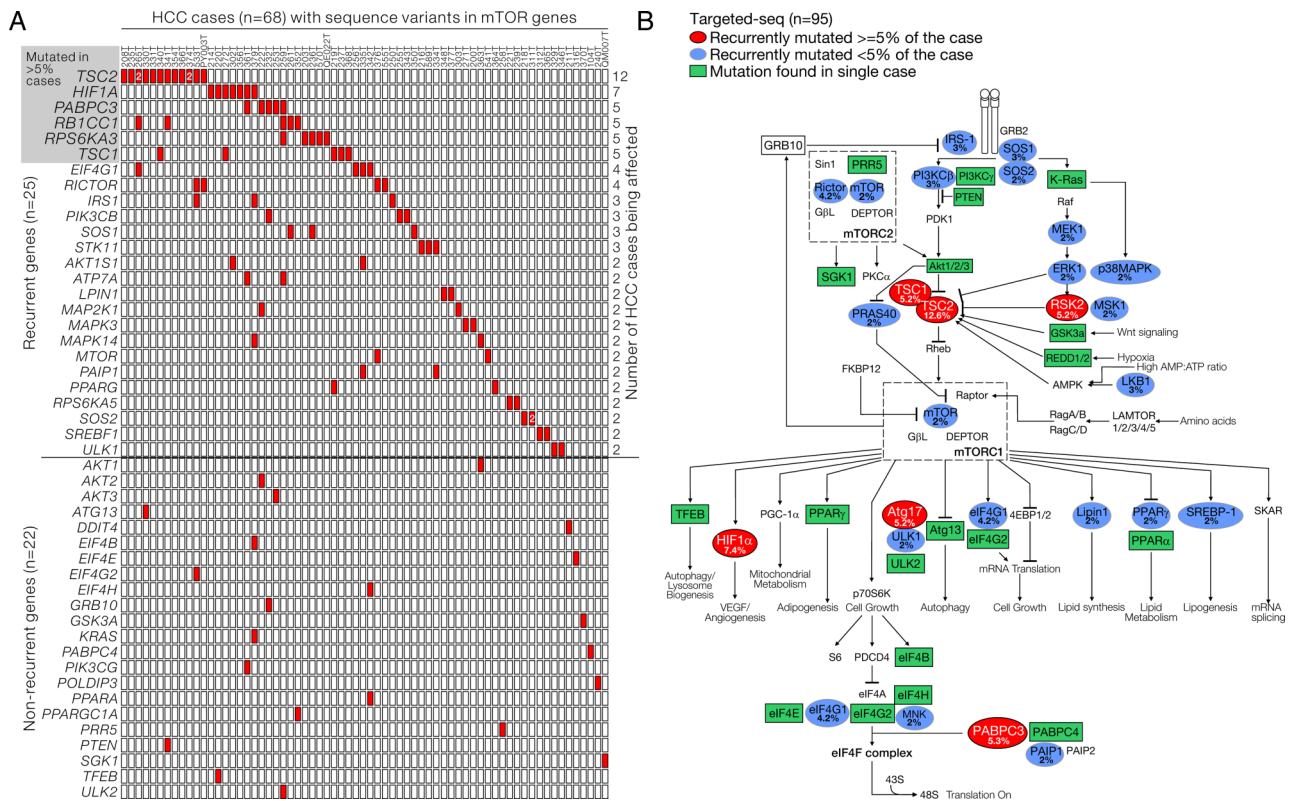 A
HCC cases (n=68) with sequence variants in mTOR genes
Mutated in
>5%
cases
TSC2 12
HIF1A 7
PABPC3 5
RB1CC1 5
RPS6KA3 5
TSC1 5
EIF4G1 4
RICTOR 4
IRS1 3
PIK3CB 3
SOS1 3
STK11 3
AKT1S1 2
ATP7A 2
LPIN1 2
MAP2K1 2
MAPK3 2
MAPK14 2
MTOR 2
PAIP1 2
PPARG 2
RPS6KA5 2
SOS2 2
SREBF1 2
ULK1 2
AKT1
AKT2
AKT3
ATG13
DDIT4
EIF4B
EIF4E
EIF4G2
EIF4H
GRB10
GSK3A
KRAS
PABPC4
PIK3CG
POLDIP3
PPARA
PPARGC1A
PRR5
PTEN
SGK1
TFEB
ULK2
Recurrent genes (n=25)
Non-recurrent genes (n=22)
Number of HCC cases being affected
B
Targeted-seq (n=95)
Recurrently mutated >=5% of the case
Recurrently mutated <5% of the case
Mutation found in single case
GRB10
IRS-1
3%
GRB2
SOS1
3%
SOS2
2%
Sin1
PRR5
Rictor
4.2%
mTOR
2%
GβL
DEPTOR
mTORC2
PI3KCβ
3%
PI3KCγ
PTEN
K-Ras
Raf
PDK1
MEK1
2%
SGK1
PKCα
Akt1/2/3
ERK1
2%
p38MAPK
2%
TSC1
5.2%
TSC2
12.6%
RSK2
5.2%
MSK1
2%
PRAS40
2%
GSK3a
Wnt signaling
Rheb
REDD1/2
Hypoxia
High AMP:ATP ratio
FKBP12
AMPK
LKB1
3%
Raptor
mTOR
2%
GβL
DEPTOR
mTORC1
RagA/B
RagC/D
LAMTOR
1/2/3/4/5
Amino acids
TFEB
HIF1α
7.4%
PGC-1α
PPARγ
Atg17
5.2%
ULK1
2%
ULK2
Atg13
eIF4G1
4.2%
eIF4G2
4EBP1/2
mRNA Translation
Lipin1
2%
PPARγ
2%
PPARα
SREBP-1
2%
SKAR
Autophagy/
Lysosome
Biogenesis
VEGF/
Angiogenesis
Mitochondrial
Metabolism
Adipogenesis
p70S6K
Cell Growth
Autophagy
Cell Growth
Lipid synthesis
Lipid
Metabolism
Lipogenesis
mRNA
splicing
S6
PDCD4
eIF4B
eIF4A
eIF4H
eIF4E
eIF4G1
4.2%
eIF4G2
MNK
2%
PABPC3
5.3%
PABPC4
PAIP1
2%
PAIP2
eIF4F complex
43S
48S
Translation On